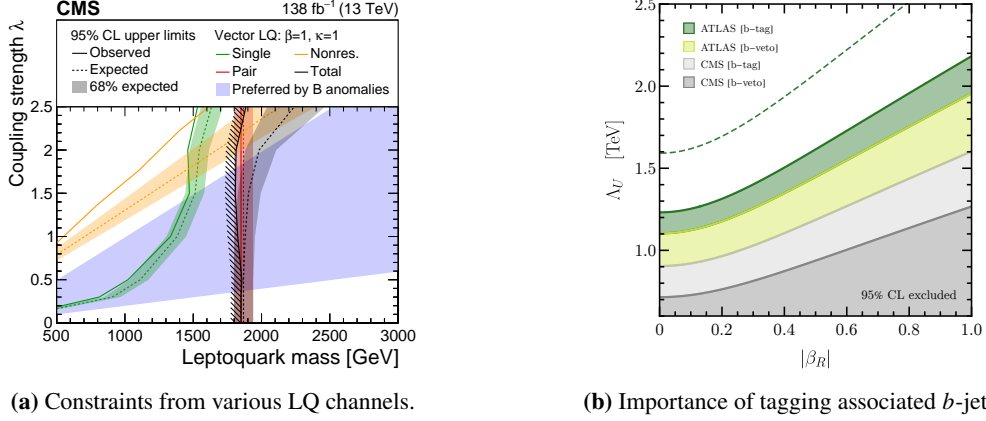 CMS 138 fb⁻¹ (13 TeV)
95% CL upper limits
Observed
Expected
68% expected
Vector LQ: β=1, κ=1
Single Nonres.
Pair Total
Preferred by B anomalies
Coupling strength λ
2.5
2
1.5
1
0.5
0
500 1000 1500 2000 2500 3000
Leptoquark mass [GeV]
(a) Constraints from various LQ channels.
ATLAS [b-tag]
ATLAS [b-veto]
CMS [b-tag]
CMS [b-veto]
Λ_U [TeV]
2.5
2.0
1.5
1.0
95% CL excluded
0 0.2 0.4 0.6 0.8 1.0
|β_R|
(b) Importance of tagging associated b-jet